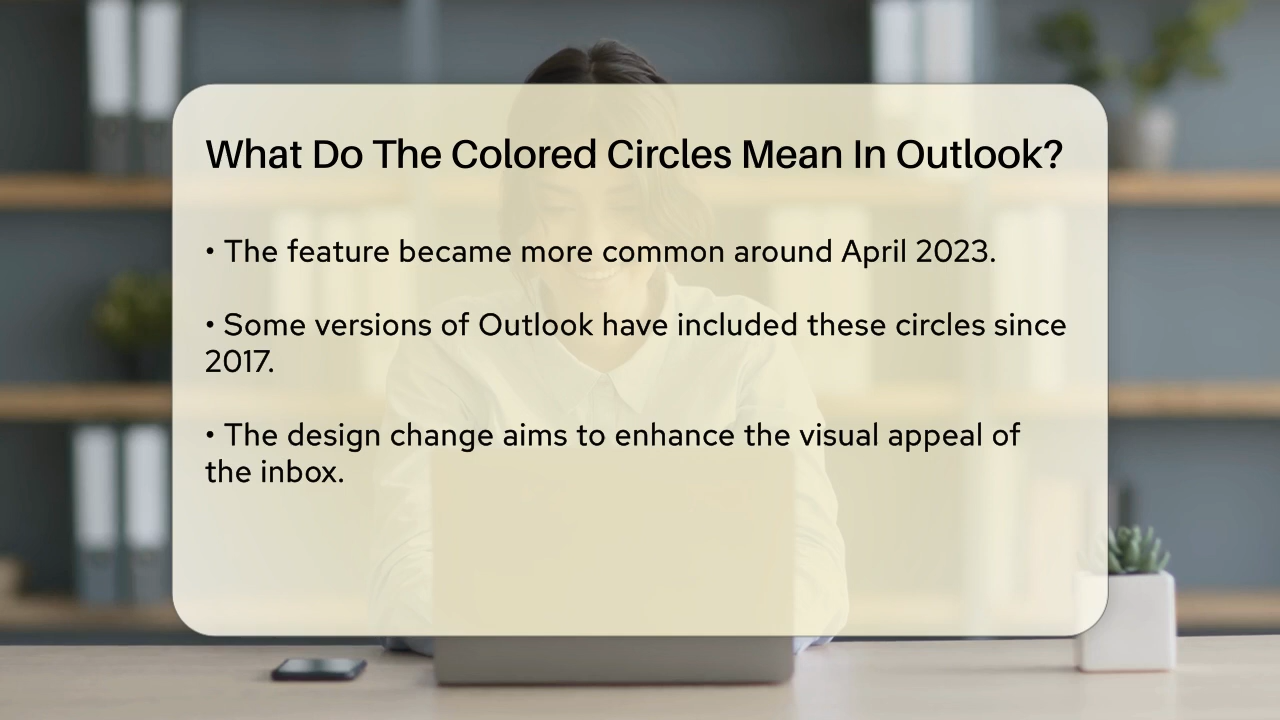 What Do The Colored Circles Mean In Outlook?
• The feature became more common around April 2023.
• Some versions of Outlook have included these circles since
2017.
• The design change aims to enhance the visual appeal of
the inbox.